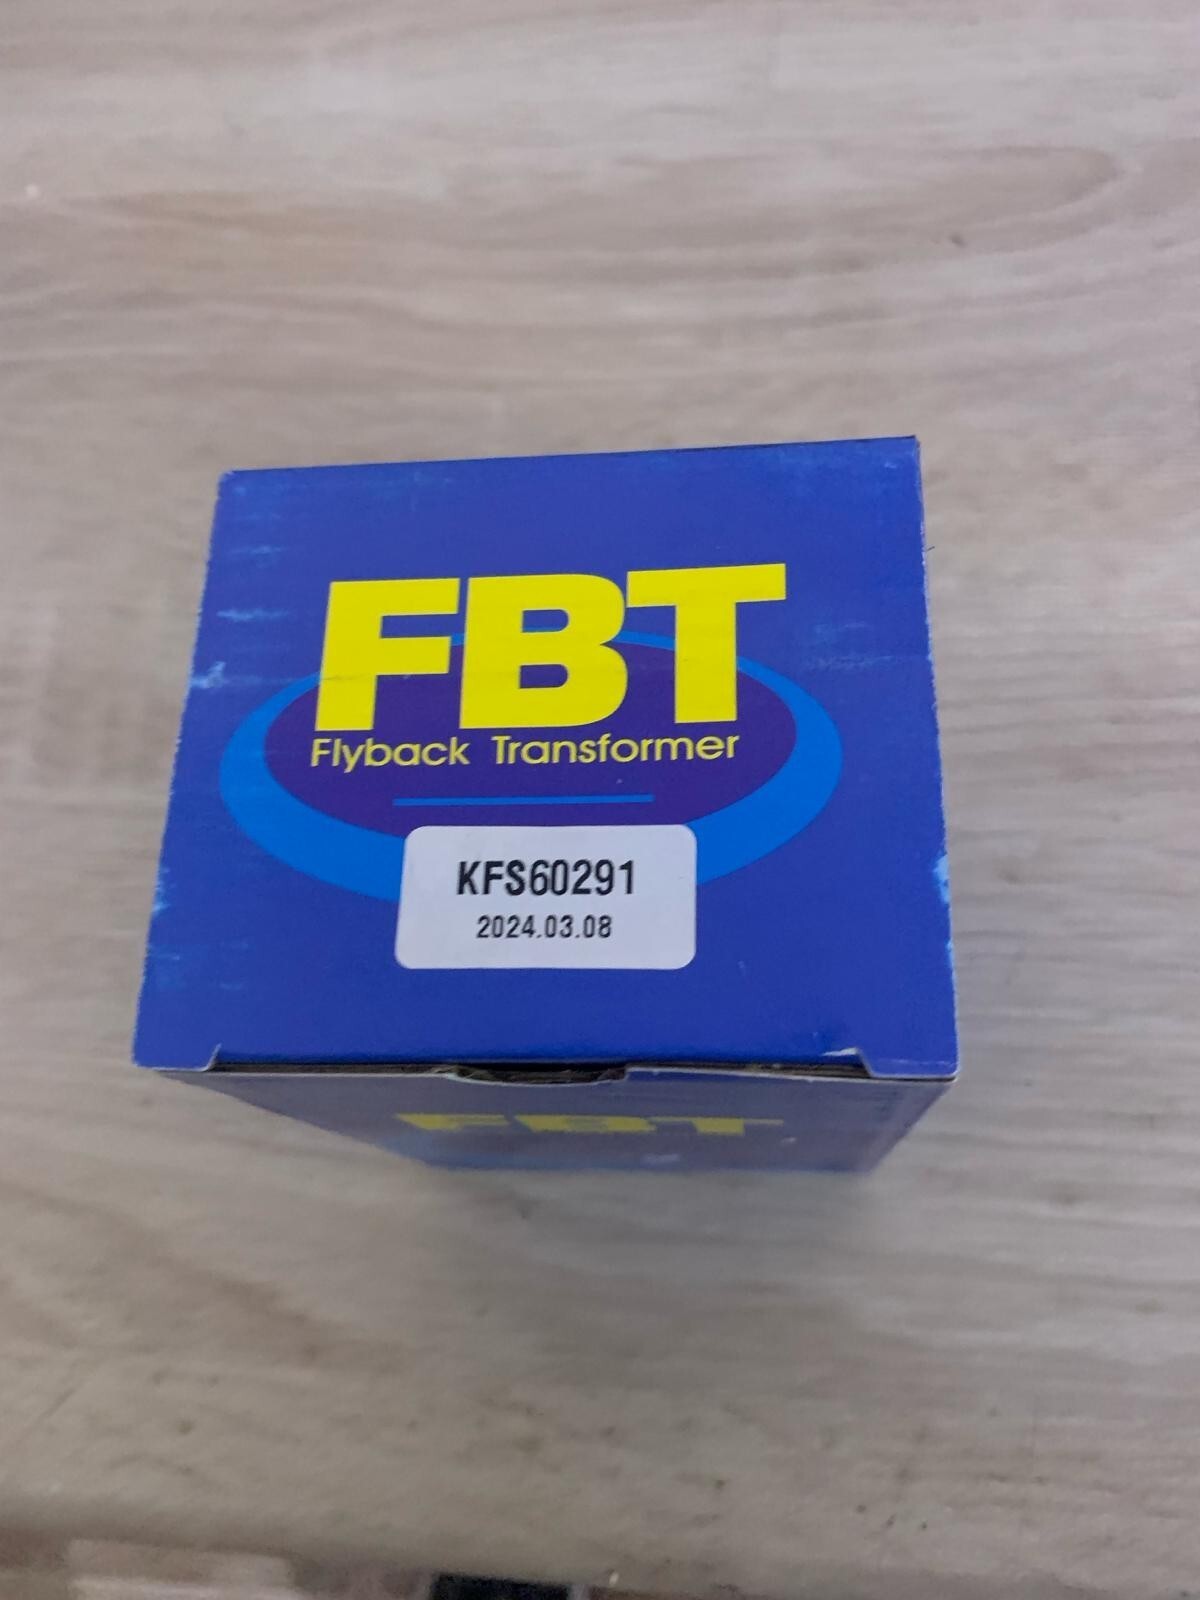 FBT
Flyback Transformer
KFS60291
2024.03.08
FBT